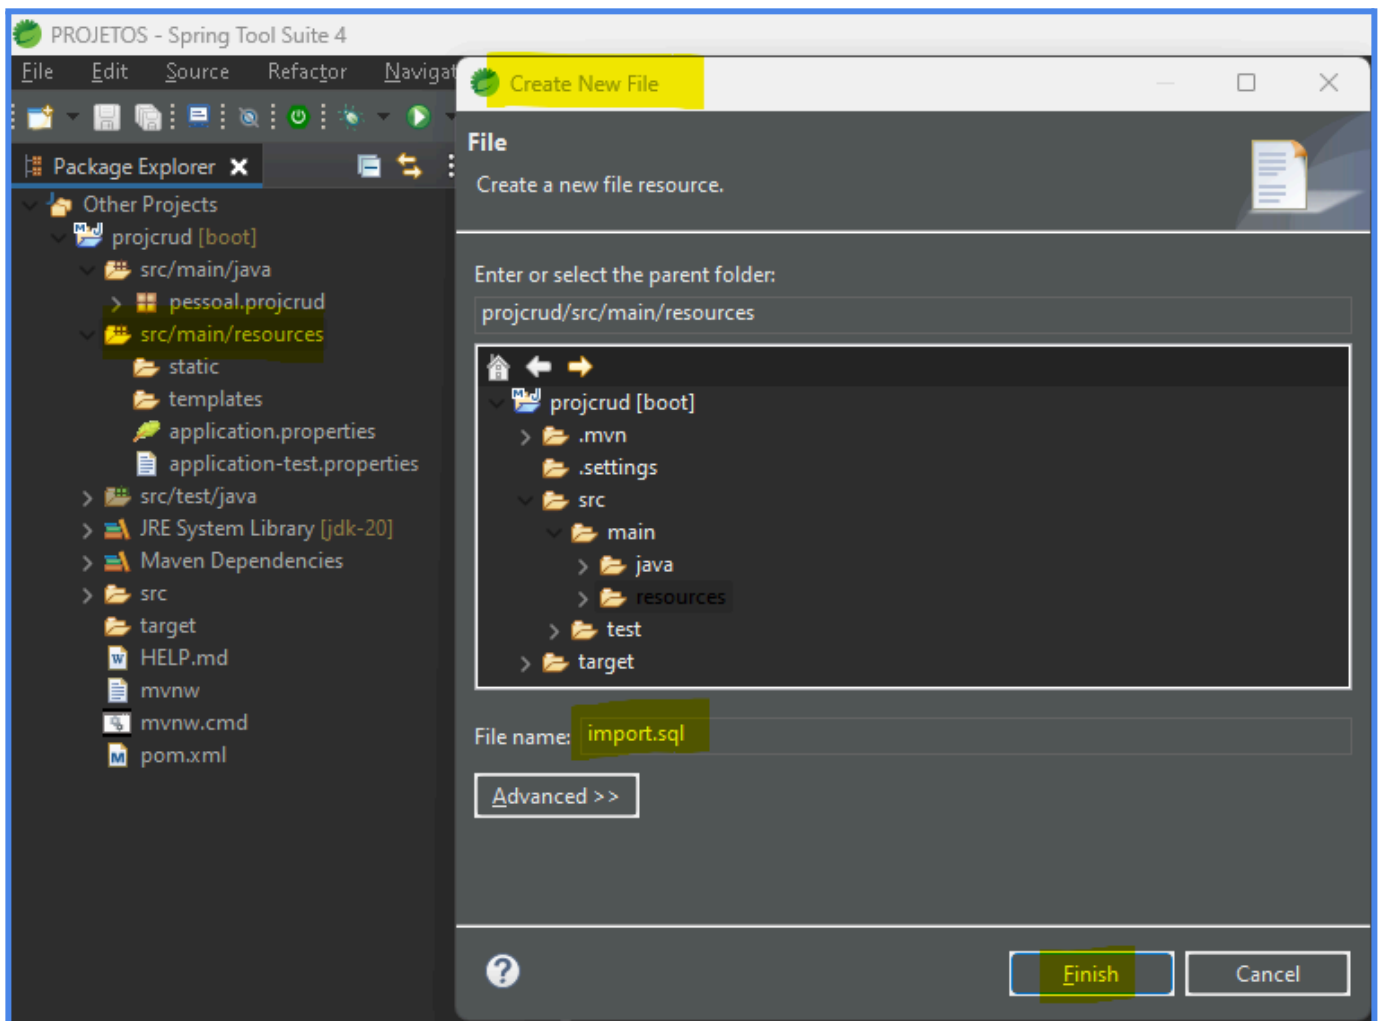 PROJETOS - Spring Tool Suite 4
File Edit Source Refactor Navigat
Package Explorer
Other Projects
projcrud [boot]
src/main/java
pessoal.projcrud
src/main/resources
static
templates
application.properties
application-test.properties
src/test/java
JRE System Library [jdk-20]
Maven Dependencies
src
target
HELP.md
mvnw
mvnw.cmd
pom.xml
Create New File
File
Create a new file resource.
Enter or select the parent folder:
projcrud/src/main/resources
projcrud [boot]
.mvn
.settings
src
main
java
resources
test
target
File name: import.sql
Advanced >>
Finish Cancel